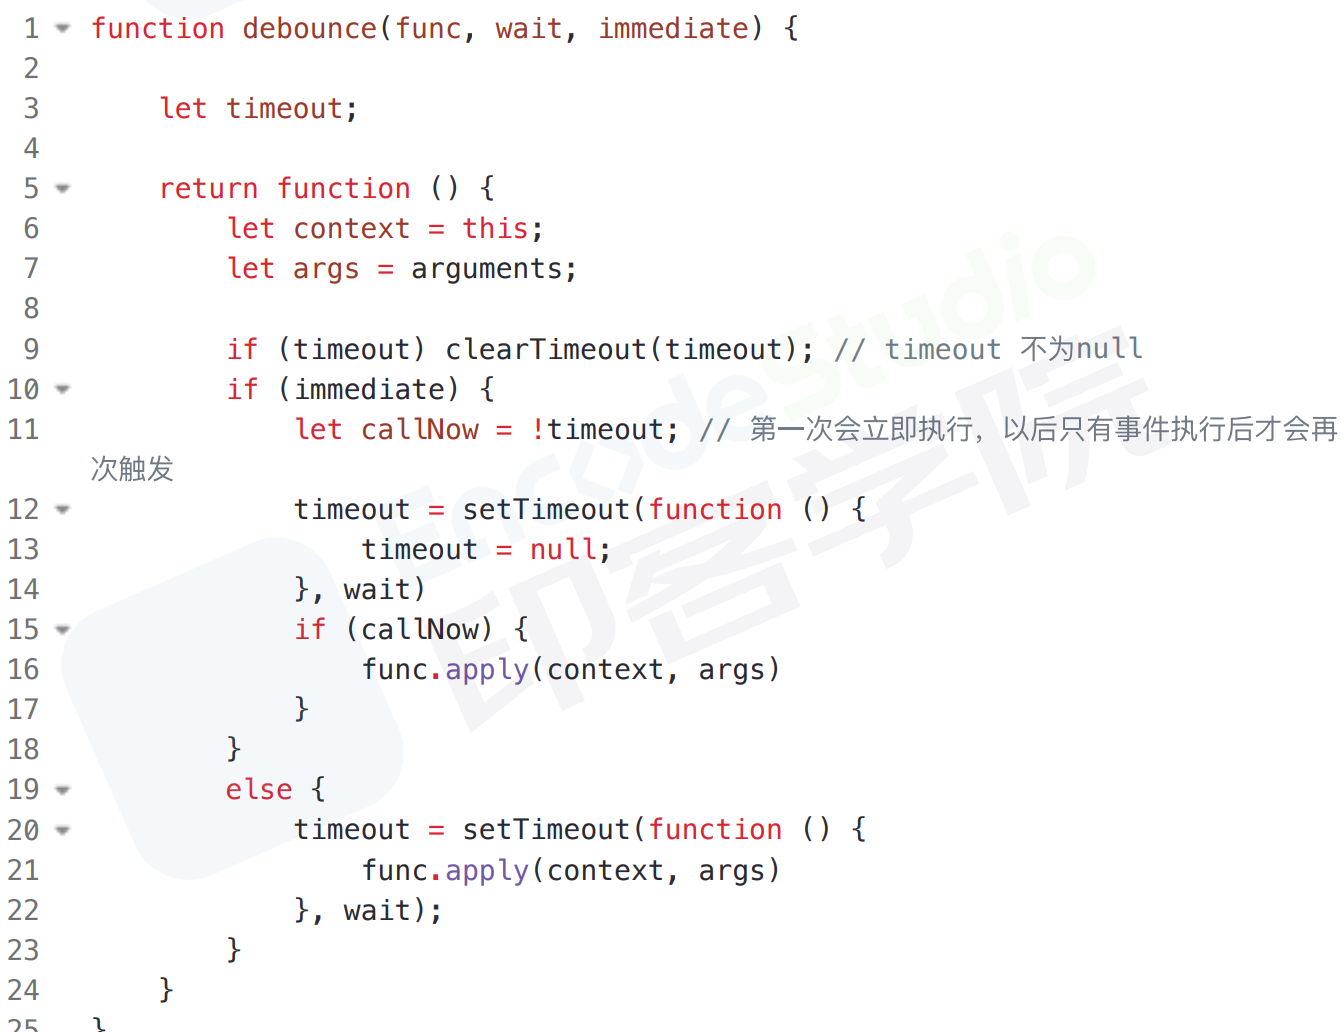 1 function debounce(func, wait, immediate) {
2
3     let timeout;
4
5     return function () {
6         let context = this;
7         let args = arguments;
8
9         if (timeout) clearTimeout(timeout); // timeout 不为null
10         if (immediate) {
11             let callNow = !timeout; // 第一次会立即执行，以后只有事件执行后才会再
次触发
12             timeout = setTimeout(function () {
13                 timeout = null;
14             }, wait)
15             if (callNow) {
16                 func.apply(context, args)
17             }
18         }
19         else {
20             timeout = setTimeout(function () {
21                 func.apply(context, args)
22             }, wait);
23         }
24     }
25 }
EncodeStudio
印客学院